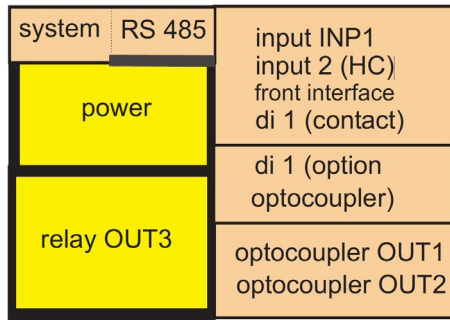 system RS 485
power
relay OUT3
input INP1
input 2 (HC)
front interface
di 1 (contact)
di 1 (option
optocoupler)
optocoupler OUT1
optocoupler OUT2